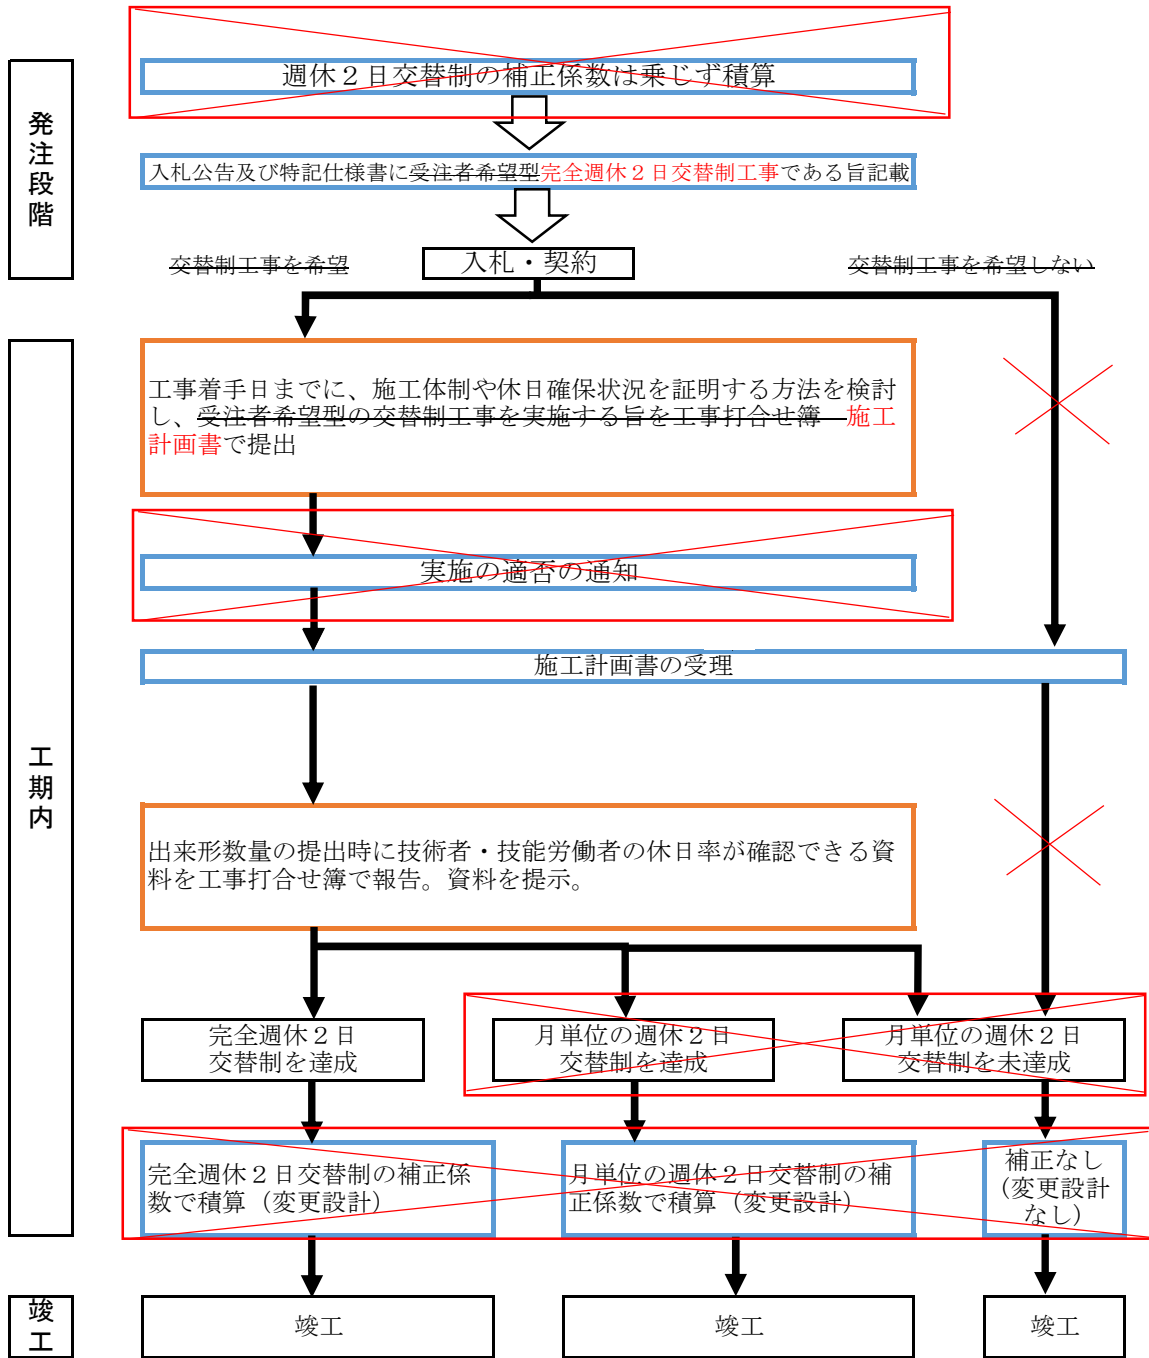 発注段階
週休２日交替制の補正係数は乗じず積算
入札公告及び特記仕様書に受注者希望型完全週休２日交替制工事である旨記載
交替制工事を希望
入札・契約
交替制工事を希望しない
工期内
工事着手日までに、施工体制や休日確保状況を証明する方法を検討
し、受注者希望型の交替制工事を実施する旨を工事打合せ簿　施工
計画書で提出
実施の適否の通知
施工計画書の受理
出来形数量の提出時に技術者・技能労働者の休日率が確認できる資
料を工事打合せ簿で報告。資料を提示。
完全週休２日
交替制を達成
月単位の週休２日
交替制を達成
月単位の週休２日
交替制を未達成
完全週休２日交替制の補正係
数で積算（変更設計）
月単位の週休２日交替制の補
正係数で積算（変更設計）
補正なし
（変更設計
なし）
竣工
竣工
竣工
竣工